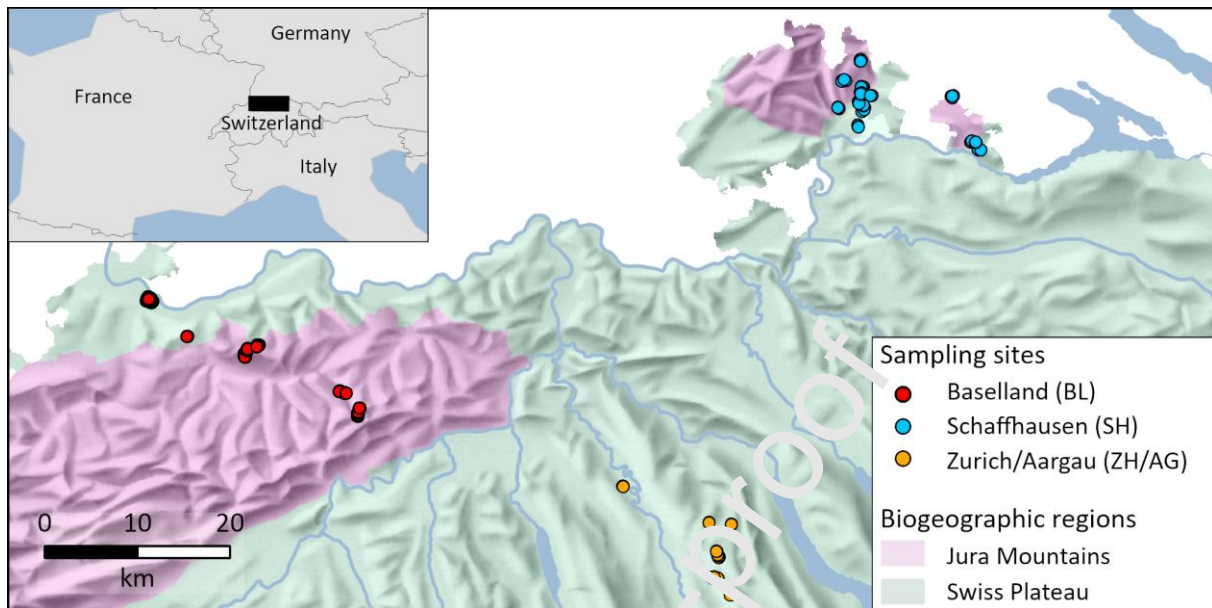 Germany
France
Switzerland
Italy
Sampling sites
Baselland (BL)
Schaffhausen (SH)
Zurich/Aargau (ZH/AG)
Biogeographic regions
Jura Mountains
Swiss Plateau
0 10 20
km
proof